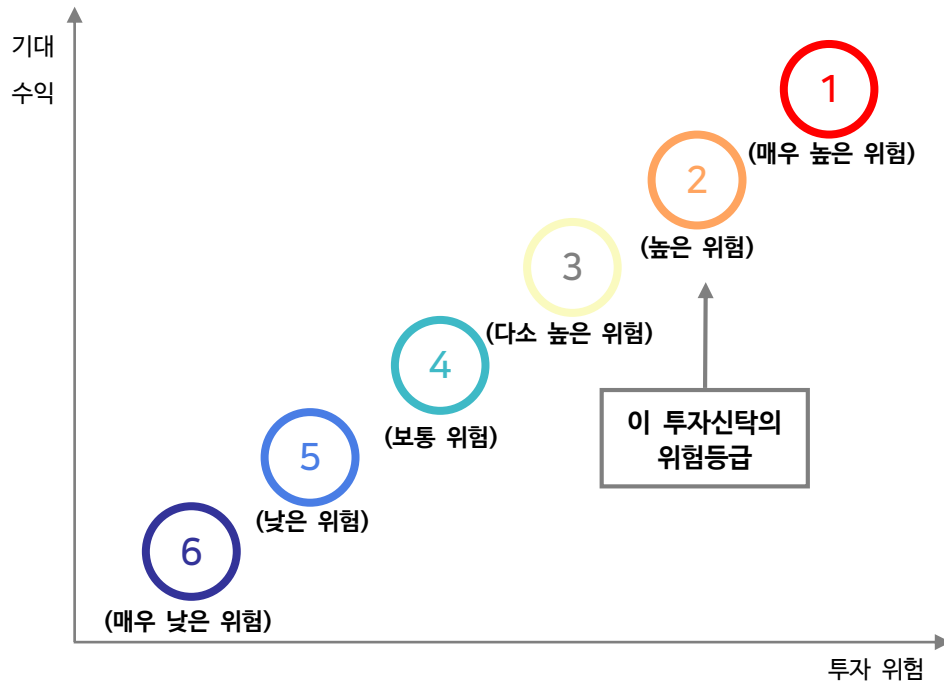 기대
수익
1
(매우 높은 위험)
2
(높은 위험)
3
(다소 높은 위험)
4
(보통 위험)
이 투자신탁의
위험등급
5
(낮은 위험)
6
(매우 낮은 위험)
투자 위험